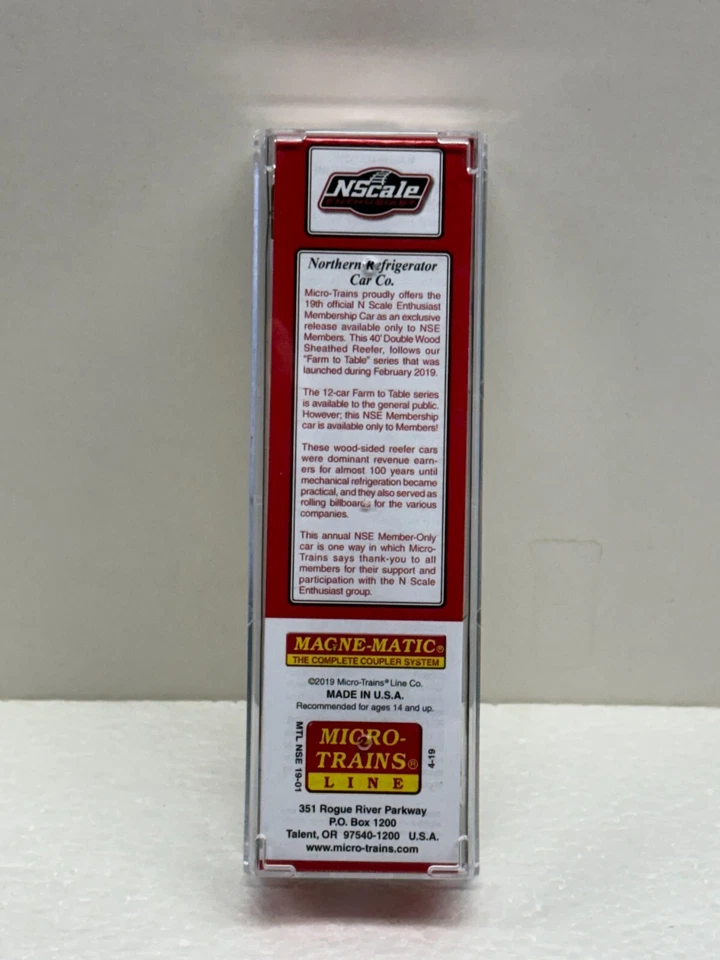 NScale
ENTHUSIAST
Northern Refrigerator
Car Co.
Micro-Trains proudly offers the
19th official N Scale Enthusiast
Membership Car as an exclusive
release available only to NSE
Members. This 40' Double Wood
Sheathed Reefer, follows our
"Farm to Table" series that was
launched during February 2019.
The 12-car Farm to Table series
is available to the general public.
However; this NSE Membership
car is available only to Members!
These wood-sided reefer cars
were dominant revenue earn-
ers for almost 100 years until
mechanical refrigeration became
practical, and they also served as
rolling billboards for the various
companies.
This annual NSE Member-Only
car is one way in which Micro-
Trains says thank-you to all
members for their support and
participation with the N Scale
Enthusiast group.
MAGNE-MATIC®
THE COMPLETE COUPLER SYSTEM
©2019 Micro-Trains® Line Co.
MADE IN U.S.A.
Recommended for ages 14 and up.
MTL NSE 19-01
MICRO-
TRAINS®
LINE
4-19
351 Rogue River Parkway
P.O. Box 1200
Talent, OR 97540-1200 U.S.A.
www.micro-trains.com